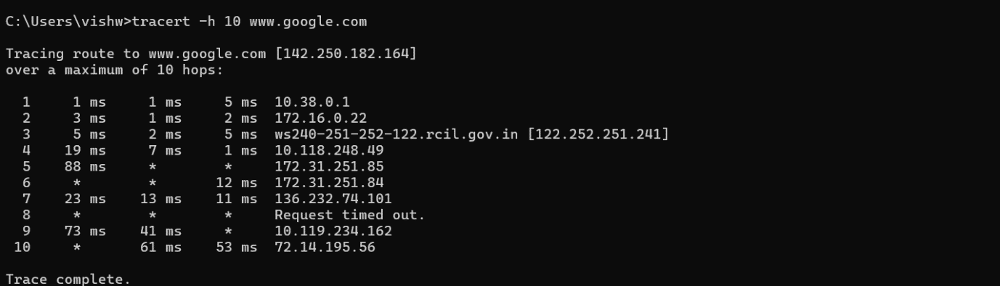 C:\Users\vishw>tracert -h 10 www.google.com
Tracing route to www.google.com [142.250.182.164]
over a maximum of 10 hops:
1 1 ms 1 ms 5 ms 10.38.0.1
2 3 ms 1 ms 2 ms 172.16.0.22
3 5 ms 2 ms 5 ms ws240-251-252-122.rcil.gov.in [122.252.251.241]
4 19 ms 7 ms 1 ms 10.118.248.49
5 88 ms * * 172.31.251.85
6 * * 12 ms 172.31.251.84
7 23 ms 13 ms 11 ms 136.232.74.101
8 * * * Request timed out.
9 73 ms 41 ms * 10.119.234.162
10 * 61 ms 53 ms 72.14.195.56
Trace complete.